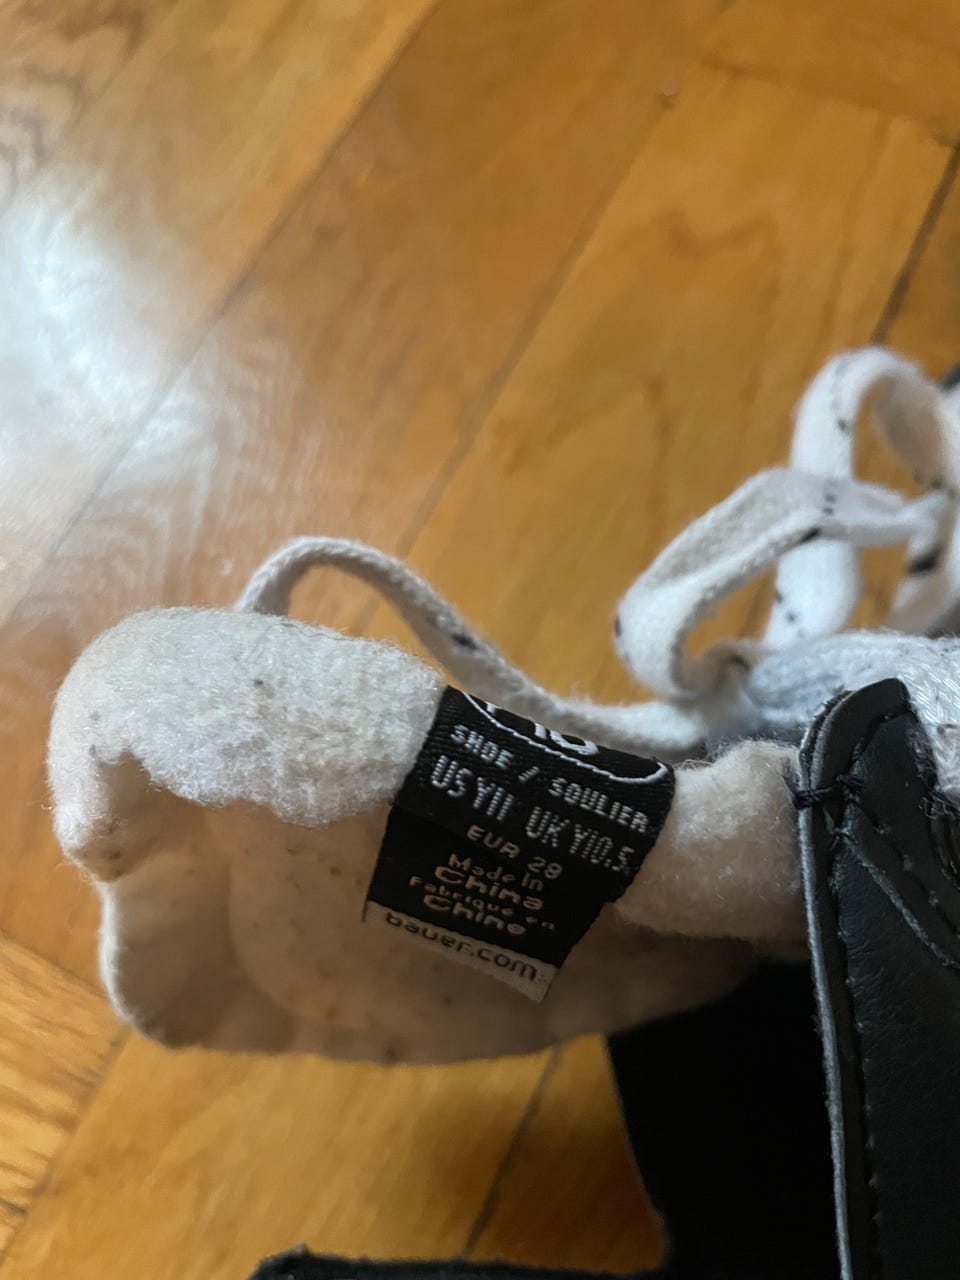 SHOE / SOULIER
US Y11 UK Y10.5
EUR 28
Made in
China
Fabriqué en
Chine
bauer.com